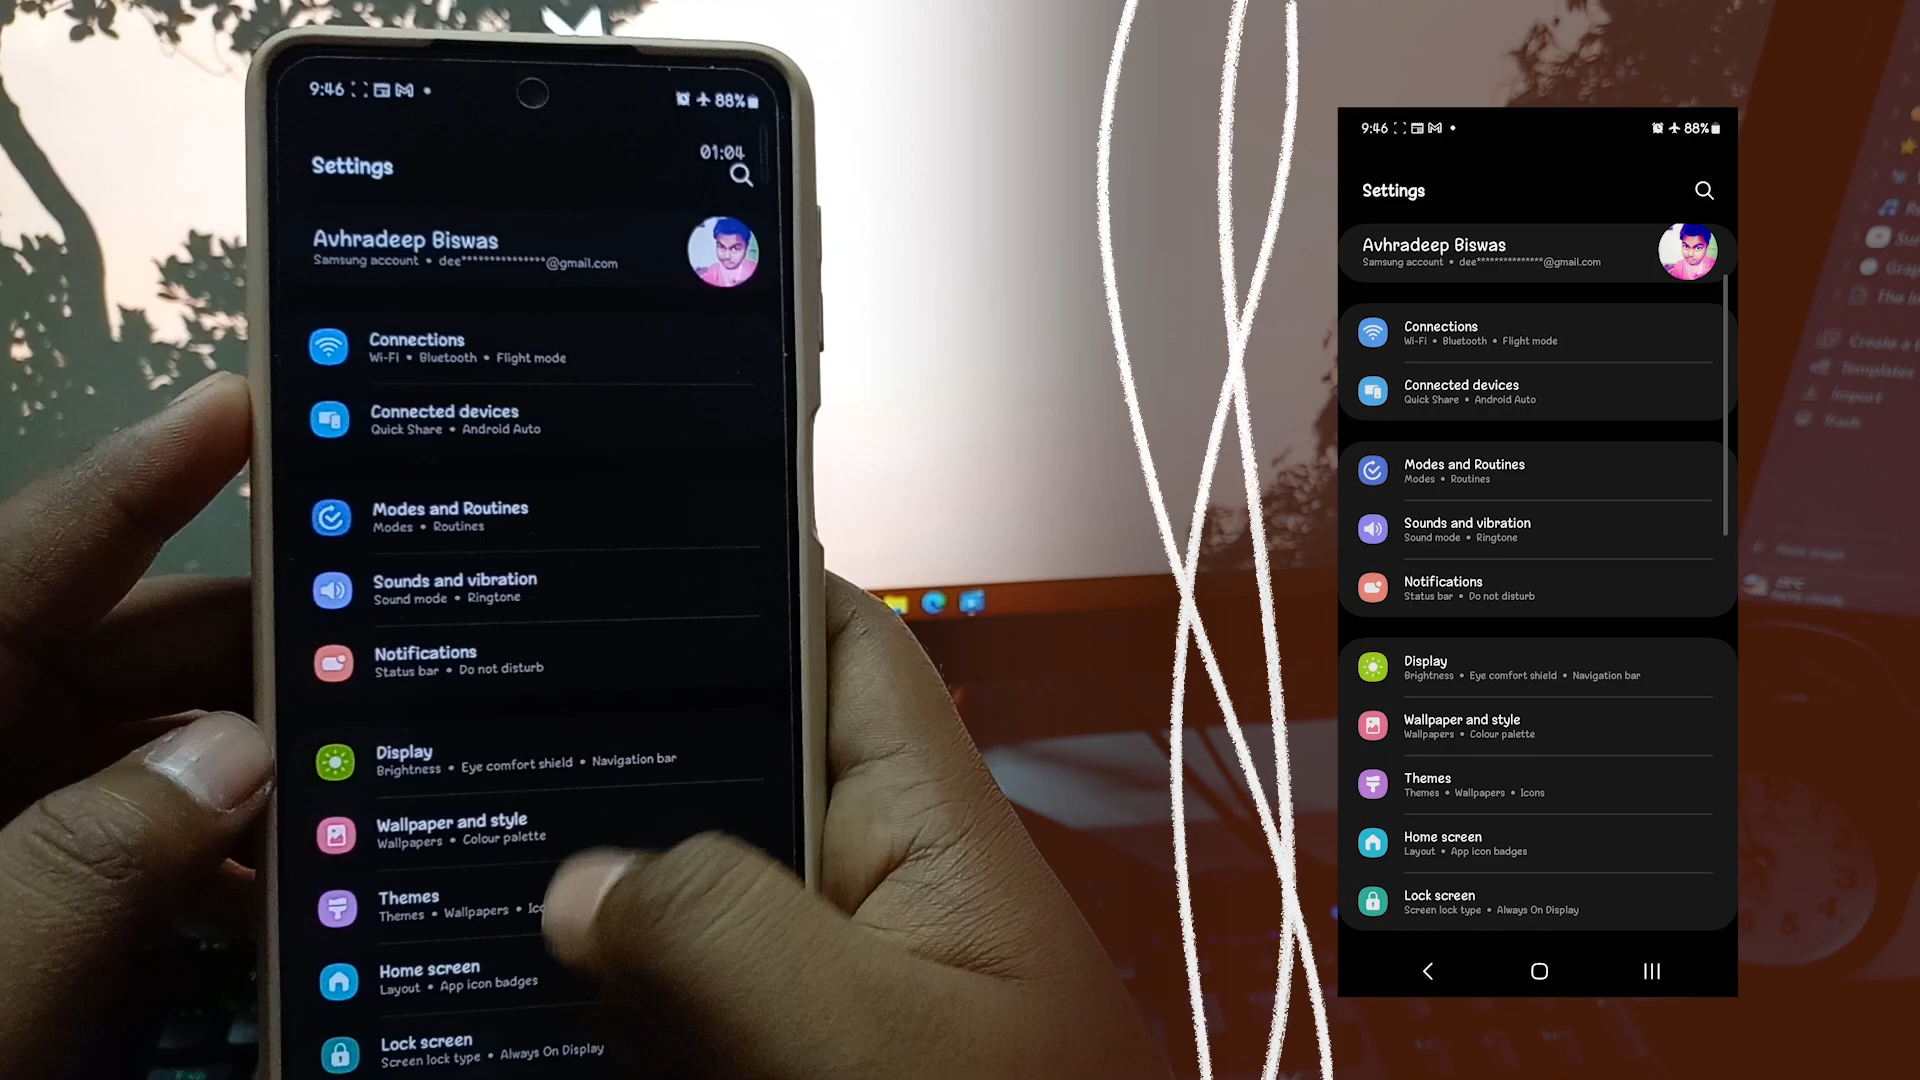 9:46
88%
01:04
Settings
Avhradeep Biswas
Samsung account • dee***************@gmail.com
Connections
Wi-Fi • Bluetooth • Flight mode
Connected devices
Quick Share • Android Auto
Modes and Routines
Modes • Routines
Sounds and vibration
Sound mode • Ringtone
Notifications
Status bar • Do not disturb
Display
Brightness • Eye comfort shield • Navigation bar
Wallpaper and style
Wallpapers • Colour palette
Themes
Themes • Wallpapers •
Home screen
Layout • App icon badges
Lock screen
Screen lock type • Always On Display
9:46
88%
Settings
Avhradeep Biswas
Samsung account • dee***************@gmail.com
Connections
Wi-Fi • Bluetooth • Flight mode
Connected devices
Quick Share • Android Auto
Modes and Routines
Modes • Routines
Sounds and vibration
Sound mode • Ringtone
Notifications
Status bar • Do not disturb
Display
Brightness • Eye comfort shield • Navigation bar
Wallpaper and style
Wallpapers • Colour palette
Themes
Themes • Wallpapers • Icons
Home screen
Layout • App icon badges
Lock screen
Screen lock type • Always On Display
Create a
Templates
Import
Trash
New page